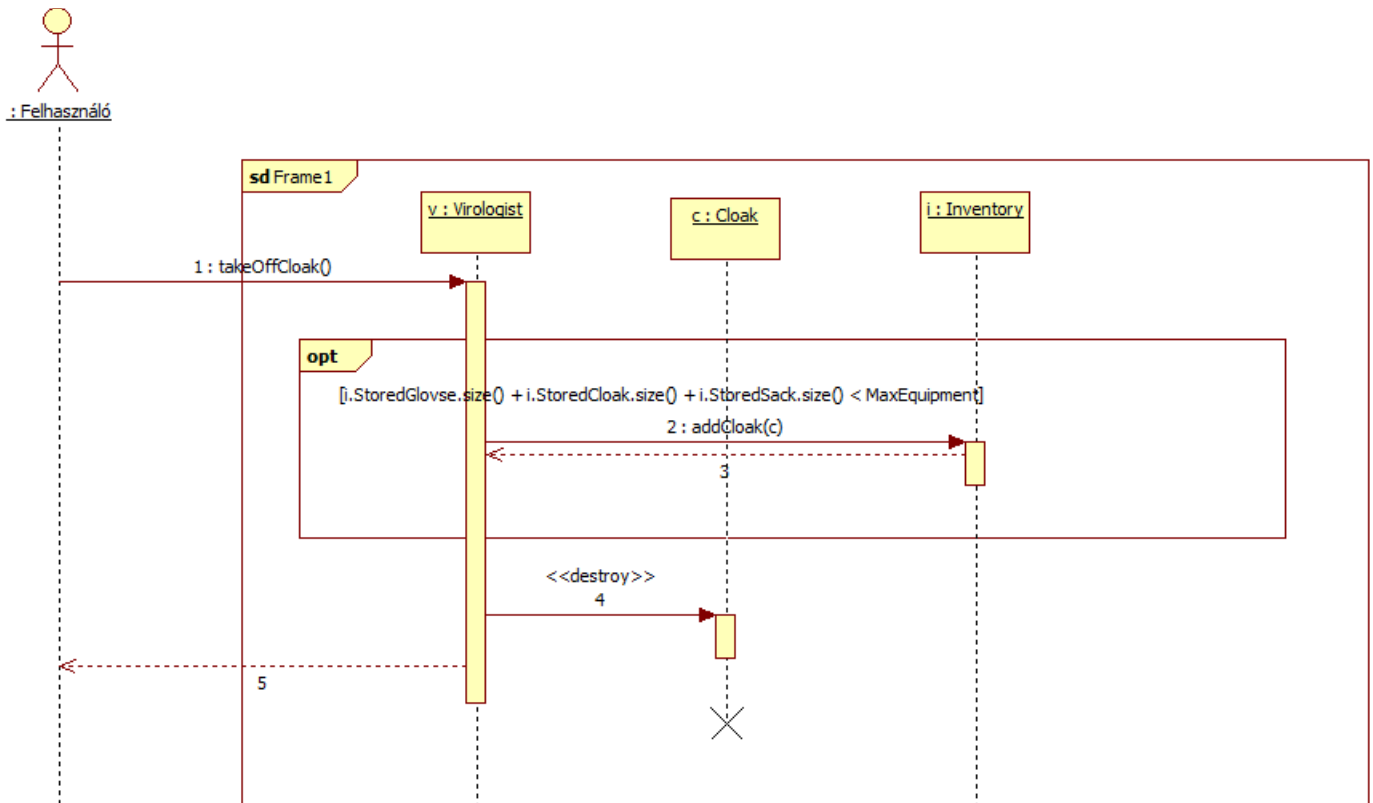 : Felhasználó
sd Frame1
v : Virologist
c : Cloak
i : Inventory
1 : takeOffCloak()
opt
[i.StoredGlovse.size() + i.StoredCloak.size() + i.StoredSack.size() < MaxEquipment]
2 : addCloak(c)
3
<<destroy>>
4
5